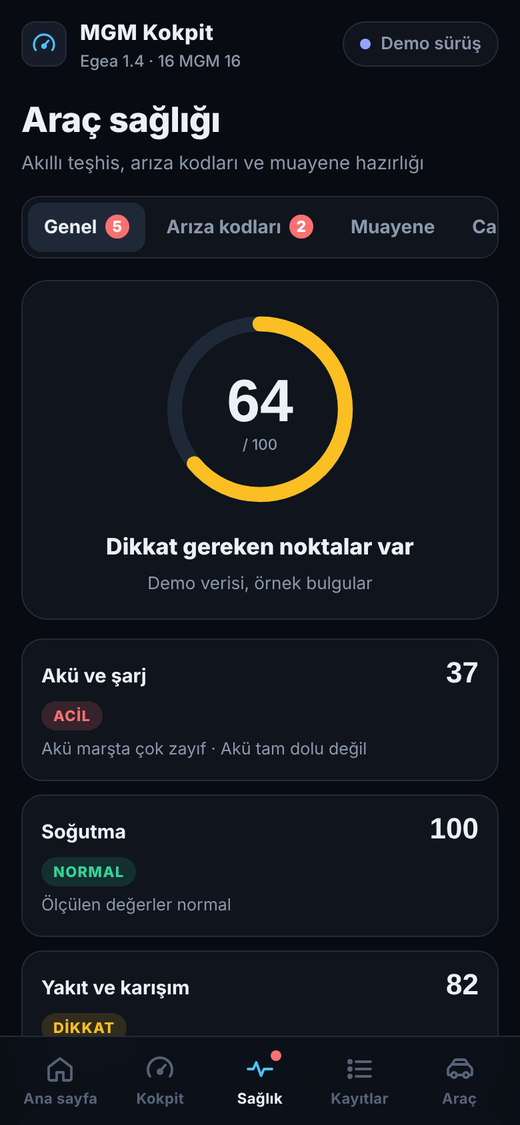 MGM Kokpit
Egea 1.4 · 16 MGM 16
Demo sürüş
Araç sağlığı
Akıllı teşhis, arıza kodları ve muayene hazırlığı
Genel 5
Arıza kodları 2
Muayene
Ca
64
/ 100
Dikkat gereken noktalar var
Demo verisi, örnek bulgular
Akü ve şarj
37
ACİL
Akü marşta çok zayıf · Akü tam dolu değil
Soğutma
100
NORMAL
Ölçülen değerler normal
Yakıt ve karışım
82
DİKKAT
Ana sayfa
Kokpit
Sağlık
Kayıtlar
Araç